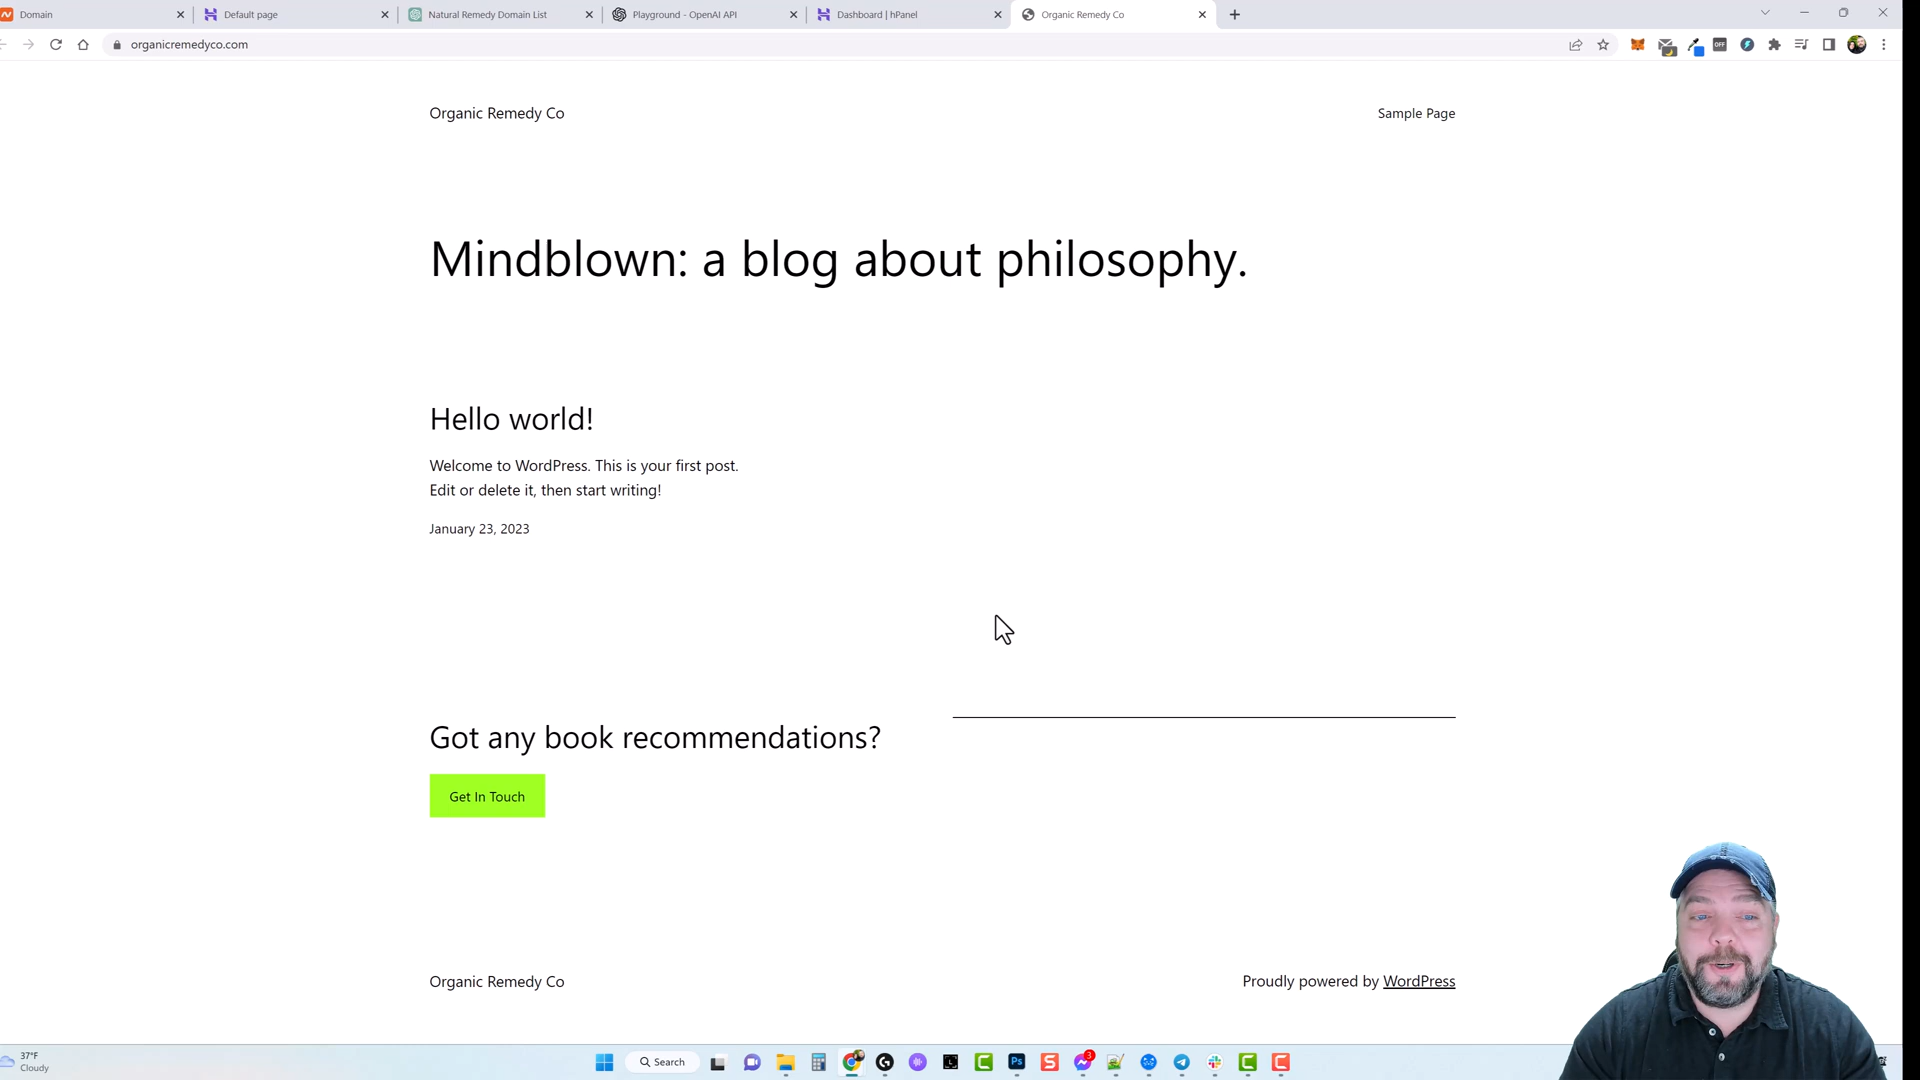 Domain
Default page
Natural Remedy Domain List
Playground - OpenAI API
Dashboard | hPanel
Organic Remedy Co
organicremedyco.com
OFF
Organic Remedy Co
Sample Page
Mindblown: a blog about philosophy.
Hello world!
Welcome to WordPress. This is your first post.
Edit or delete it, then start writing!
January 23, 2023
Got any book recommendations?
Get In Touch
Organic Remedy Co
Proudly powered by WordPress
37°F
Cloudy
Search
L
Ps
S
3